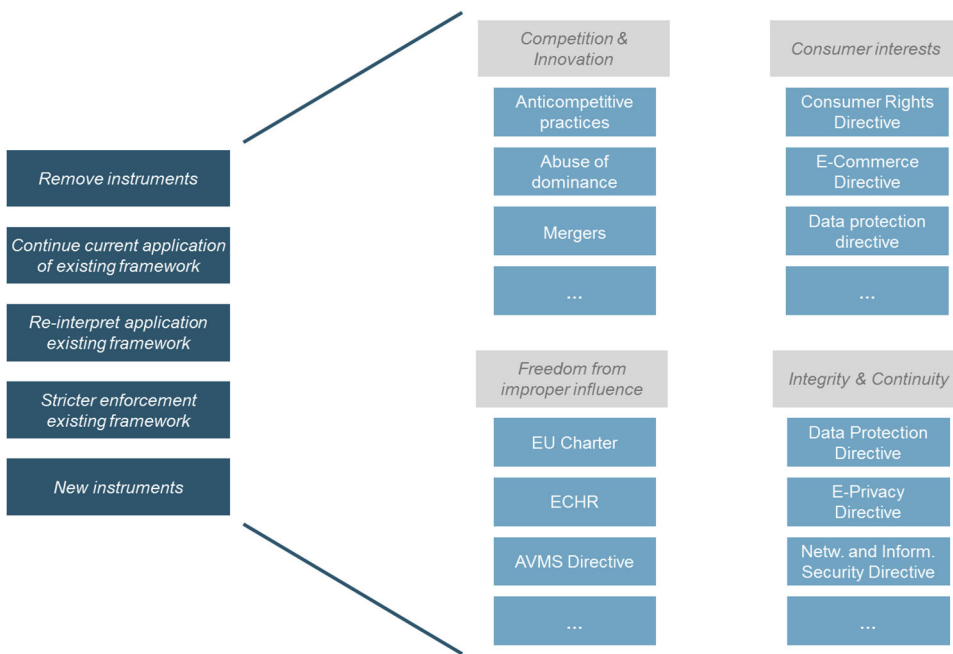 Remove instruments
Continue current application
of existing framework
Re-interpret application
existing framework
Stricter enforcement
existing framework
New instruments
Competition &
Innovation
Anticompetitive
practices
Abuse of
dominance
Mergers
...
Consumer interests
Consumer Rights
Directive
E-Commerce
Directive
Data protection
directive
...
Freedom from
improper influence
EU Charter
ECHR
AVMS Directive
...
Integrity & Continuity
Data Protection
Directive
E-Privacy
Directive
Netw. and Inform.
Security Directive
...